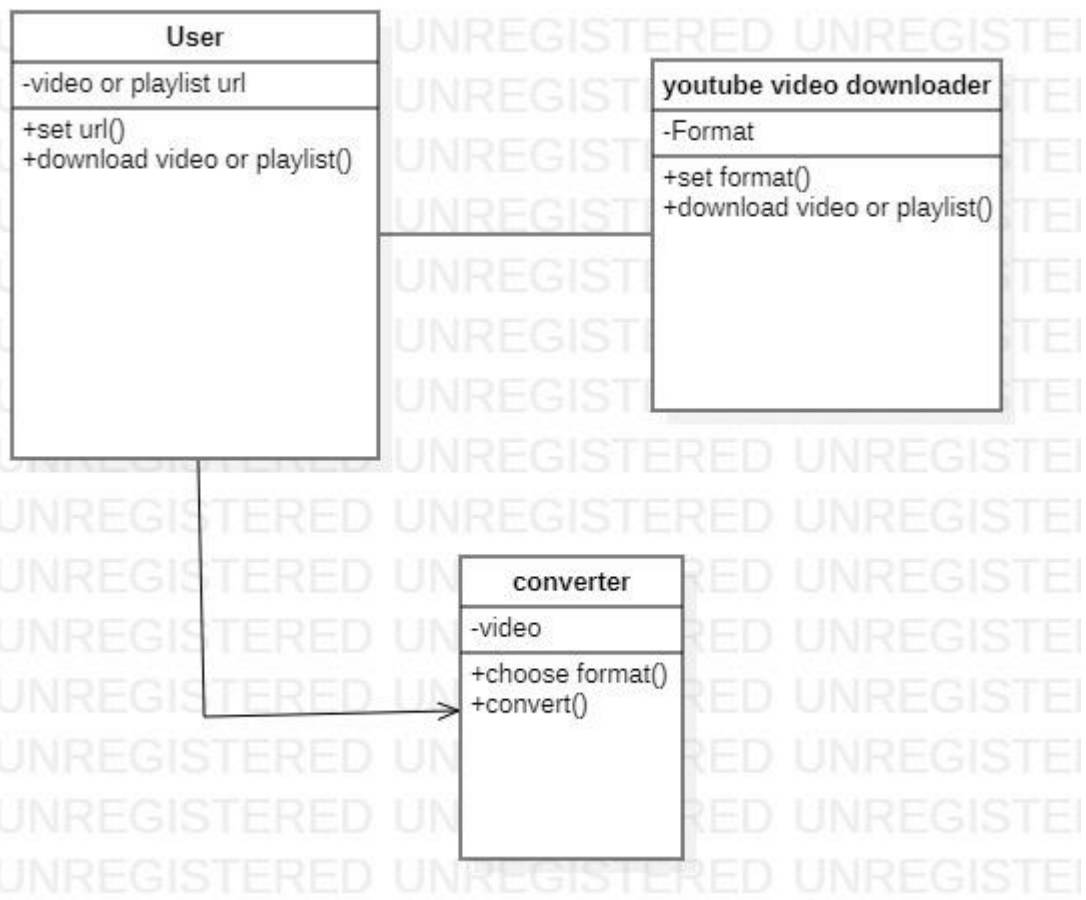 User
-video or playlist url
+set url()
+download video or playlist()
youtube video downloader
-Format
+set format()
+download video or playlist()
converter
-video
+choose format()
+convert()
UNREGISTERED UNREGISTERED